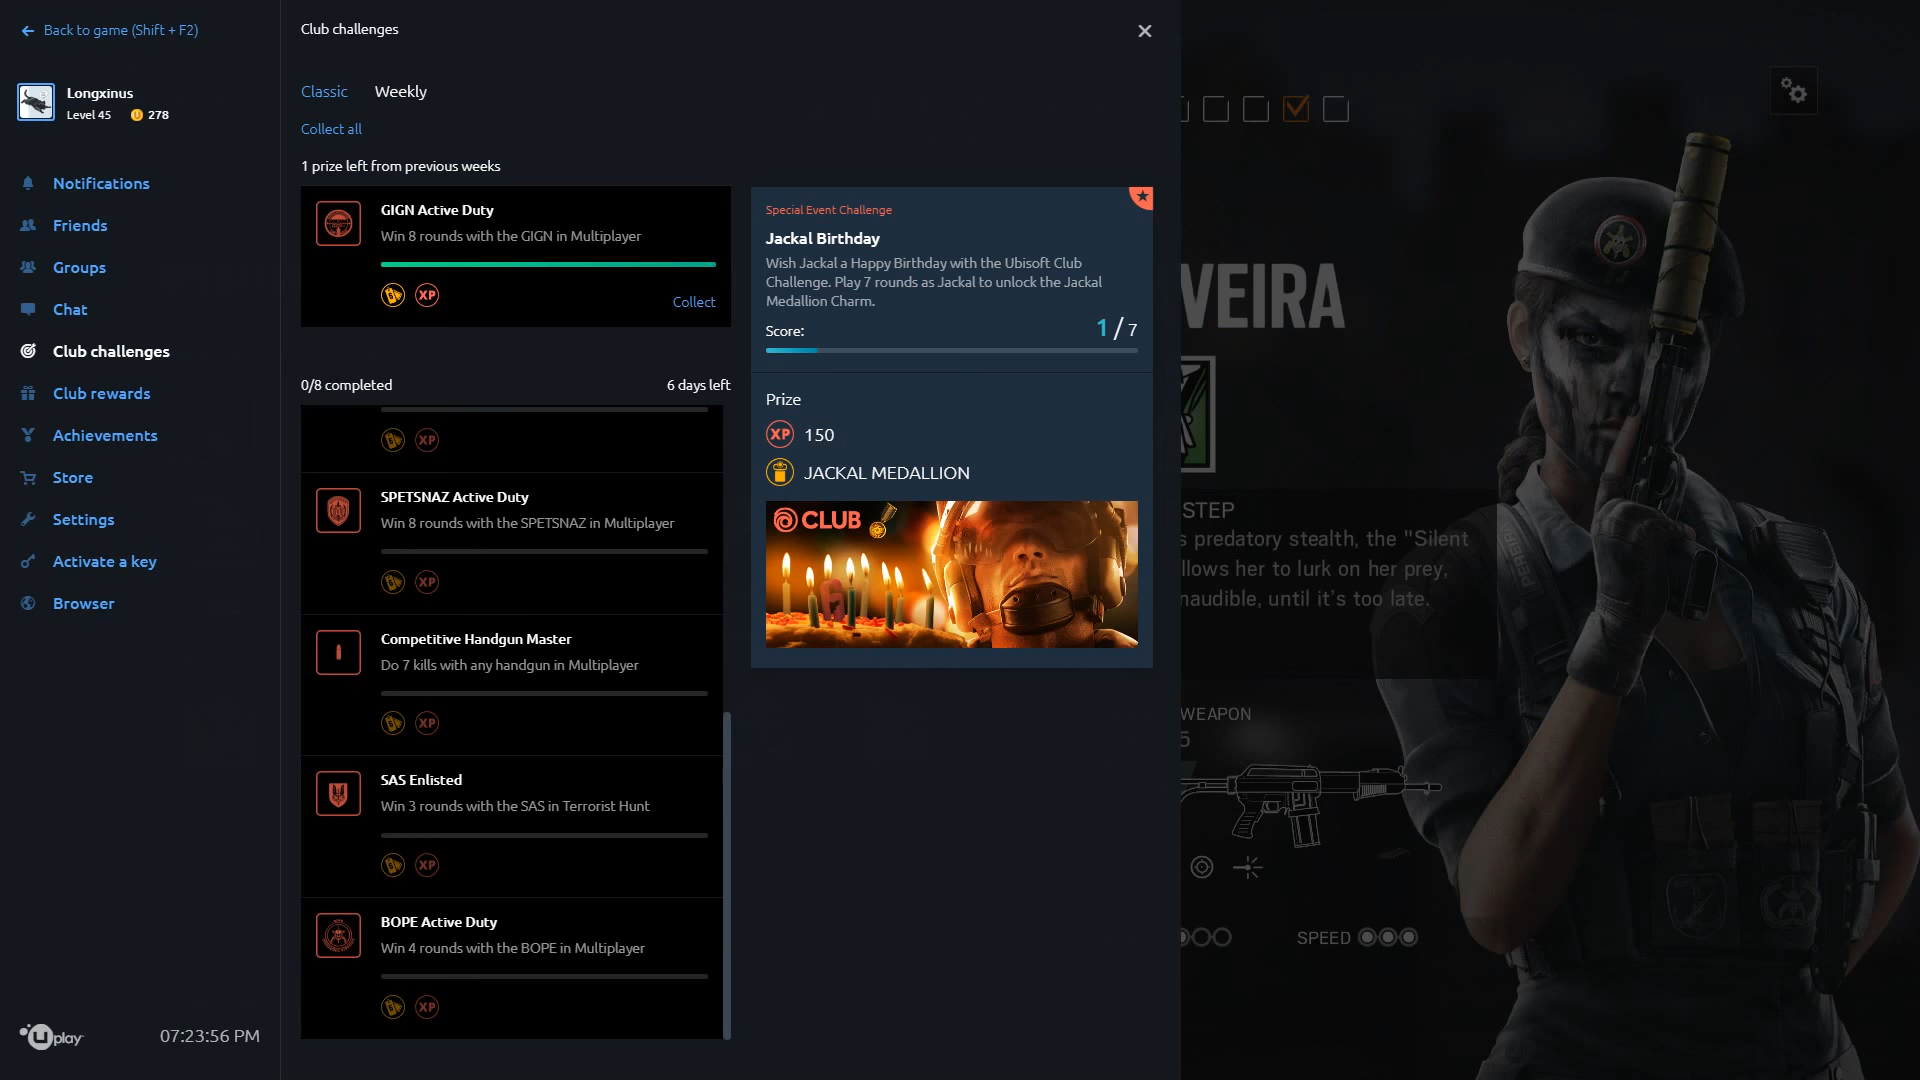 Back to game (Shift + F2)
Longxinus
Level 45 278
Notifications
Friends
Groups
Chat
Club challenges
Club rewards
Achievements
Store
Settings
Activate a key
Browser
Uplay
07:23:56 PM
Club challenges
Classic Weekly
Collect all
1 prize left from previous weeks
GIGN Active Duty
Win 8 rounds with the GIGN in Multiplayer
XP
Collect
0/8 completed 6 days left
XP
SPETSNAZ Active Duty
Win 8 rounds with the SPETSNAZ in Multiplayer
XP
Competitive Handgun Master
Do 7 kills with any handgun in Multiplayer
XP
SAS Enlisted
Win 3 rounds with the SAS in Terrorist Hunt
XP
BOPE Active Duty
Win 4 rounds with the BOPE in Multiplayer
XP
Special Event Challenge
Jackal Birthday
Wish Jackal a Happy Birthday with the Ubisoft Club
Challenge. Play 7 rounds as Jackal to unlock the Jackal
Medallion Charm.
Score: 1 / 7
Prize
XP 150
JACKAL MEDALLION
CLUB
VEIRA
STEP
s predatory stealth, the "Silent
llows her to lurk on her prey,
naudible, until it's too late.
WEAPON
5
SPEED
PEREIRA